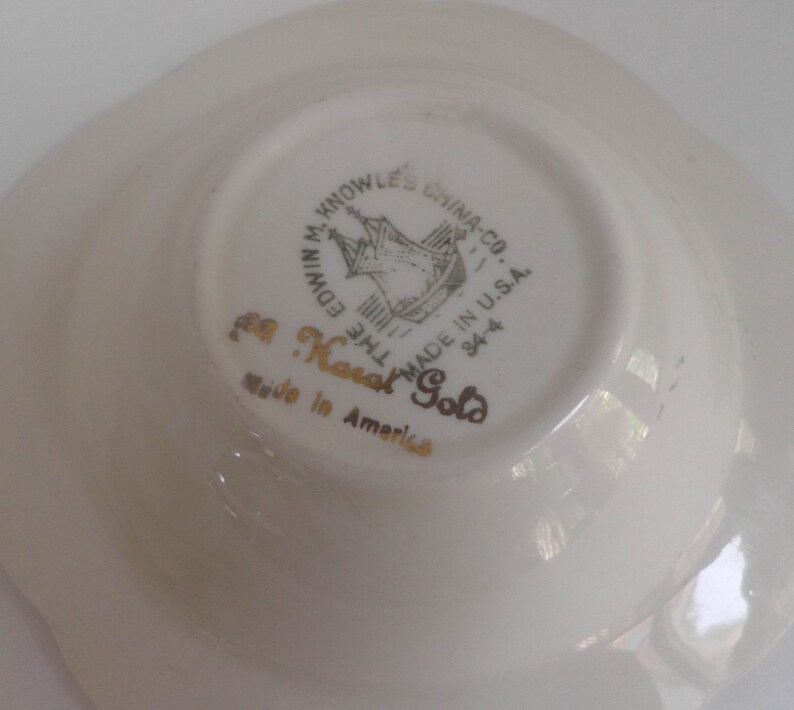 THE EDWIN M. KNOWLES CHINA-CO.
MADE IN U.S.A.
34-4
22 Karat Gold
Made in America